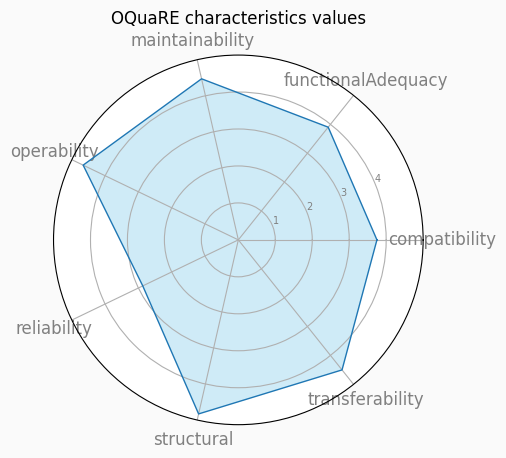 OQuaRE characteristics values
maintainability
functionalAdequacy
operability
4
3
2
1
compatibility
reliability
transferability
structural